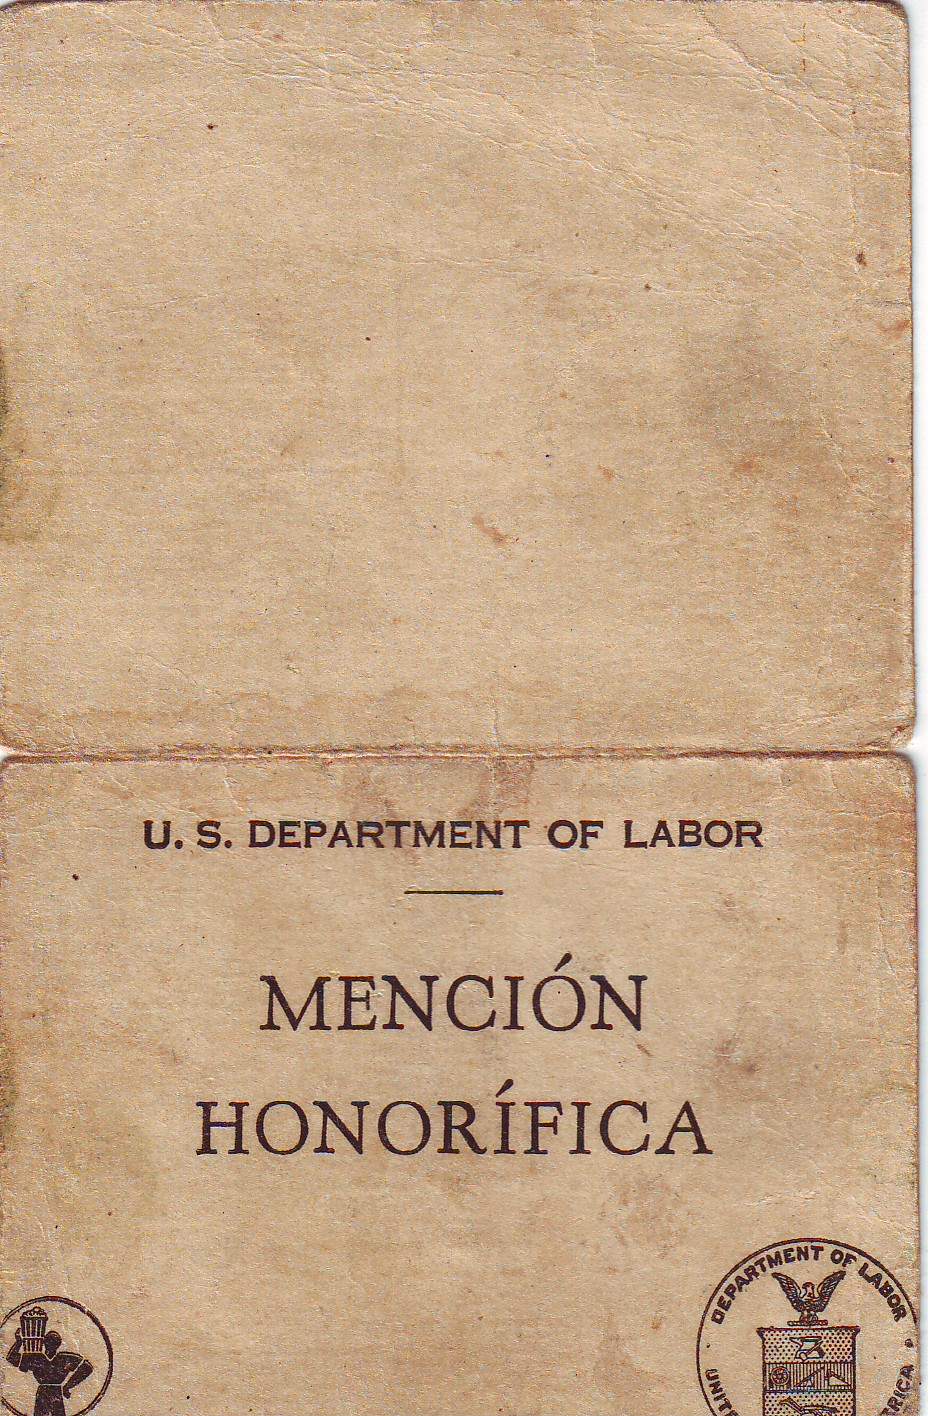 U. S. DEPARTMENT OF LABOR
MENCIÓN
HONORÍFICA
DEPARTMENT OF LABOR